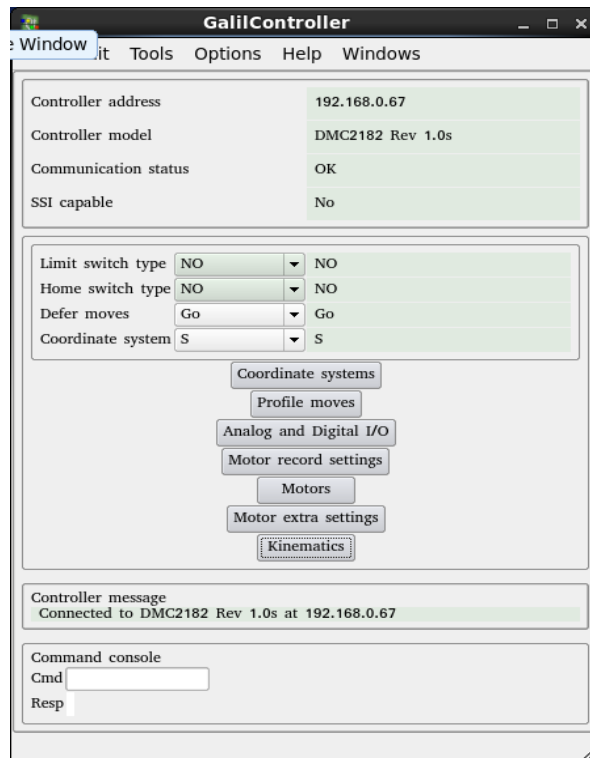 GalilController
e Window
it Tools Options Help Windows
Controller address 192.168.0.67
Controller model DMC2182 Rev 1.0s
Communication status OK
SSI capable No
Limit switch type NO NO
Home switch type NO NO
Defer moves Go Go
Coordinate system S S
Coordinate systems
Profile moves
Analog and Digital I/O
Motor record settings
Motors
Motor extra settings
Kinematics
Controller message
Connected to DMC2182 Rev 1.0s at 192.168.0.67
Command console
Cmd
Resp